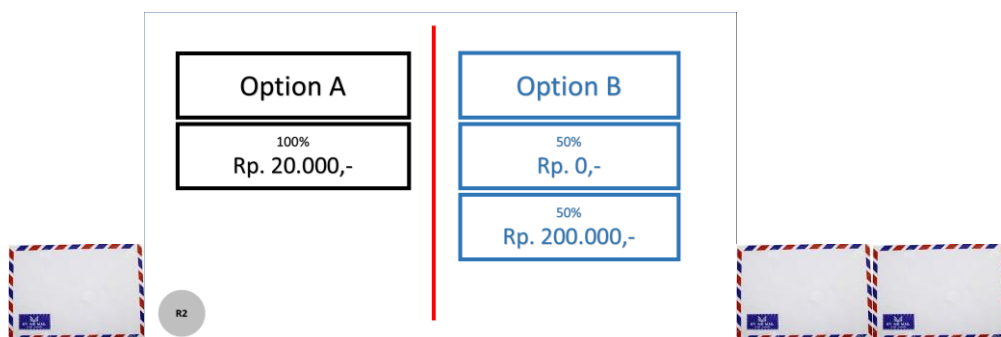 Option A
100%
Rp. 20.000,-
Option B
50%
Rp. 0,-
50%
Rp. 200.000,-
R2